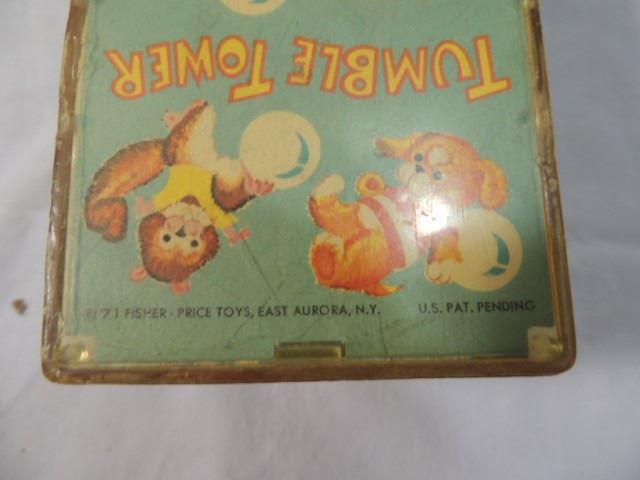 TUMBLE TOWER
© '71 FISHER - PRICE TOYS, EAST AURORA, N.Y. U.S. PAT. PENDING